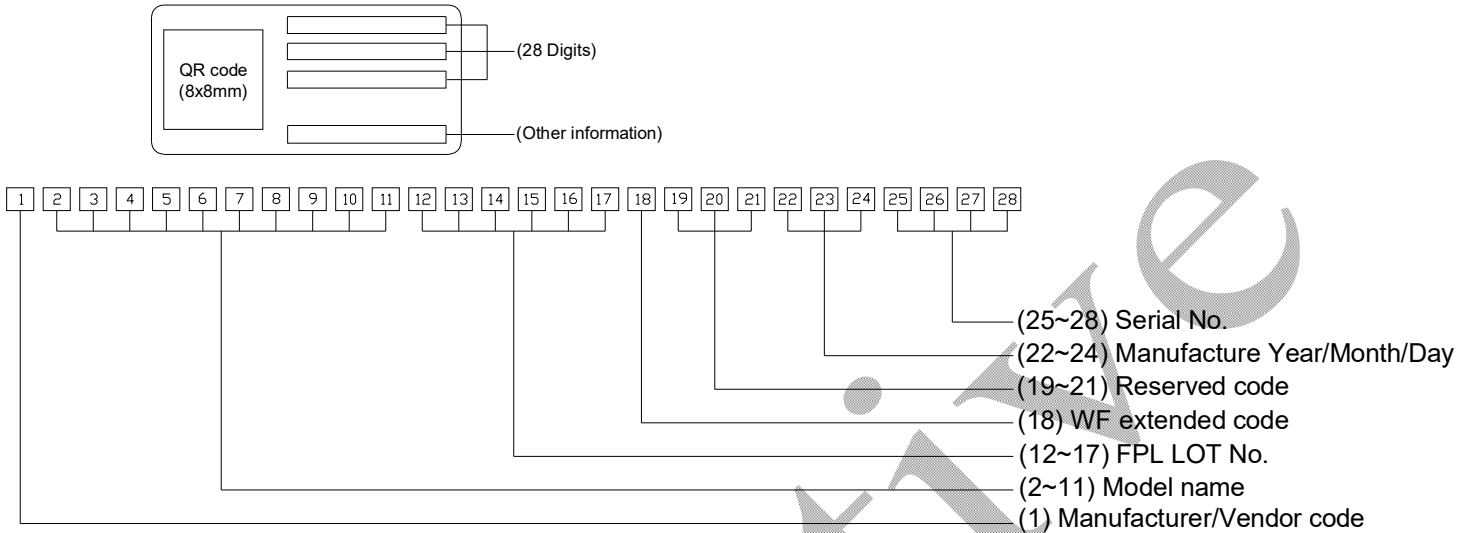 QR code
(8x8mm)
(28 Digits)
(Other information)
1 2 3 4 5 6 7 8 9 10 11 12 13 14 15 16 17 18 19 20 21 22 23 24 25 26 27 28
(25~28) Serial No.
(22~24) Manufacture Year/Month/Day
(19~21) Reserved code
(18) WF extended code
(12~17) FPL LOT No.
(2~11) Model name
(1) Manufacturer/Vendor code